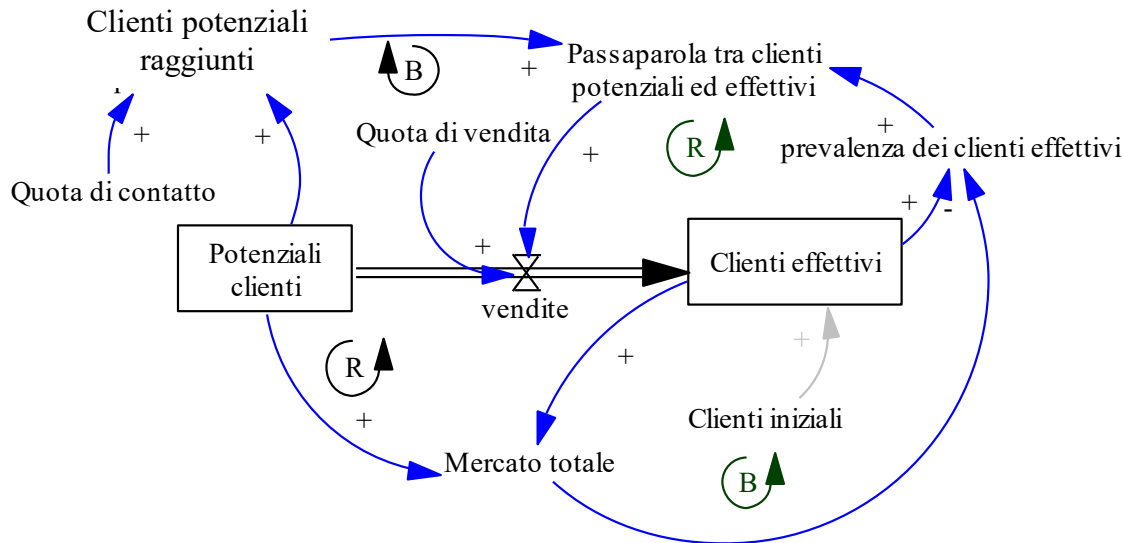 Clienti potenziali
raggiunti
B
+
Passaparola tra clienti
potenziali ed effettivi
+
+
Quota di vendita
+
R
+
prevalenza dei clienti effettivi
Quota di contatto
+
-
Potenziali
clienti
+
Clienti effettivi
vendite
R
+
+
+
Clienti iniziali
Mercato totale
B